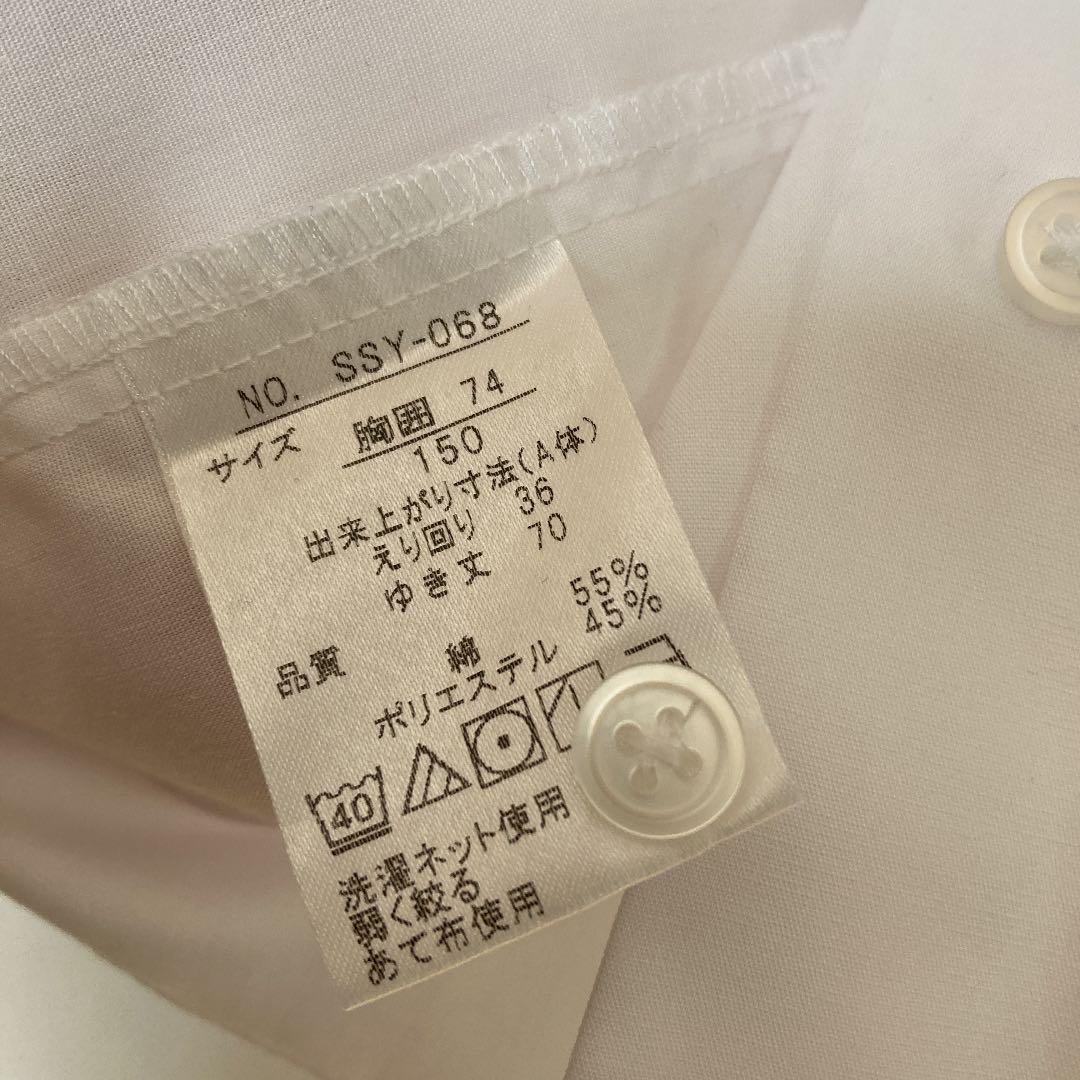 NO. SSY-068
サイズ 胸囲 74
150
出来上がり寸法(A体)
えり回り 36
ゆき丈 70
品質 綿 55%
ポリエステル 45%
40
洗濯ネット使用
弱く絞る
あて布使用